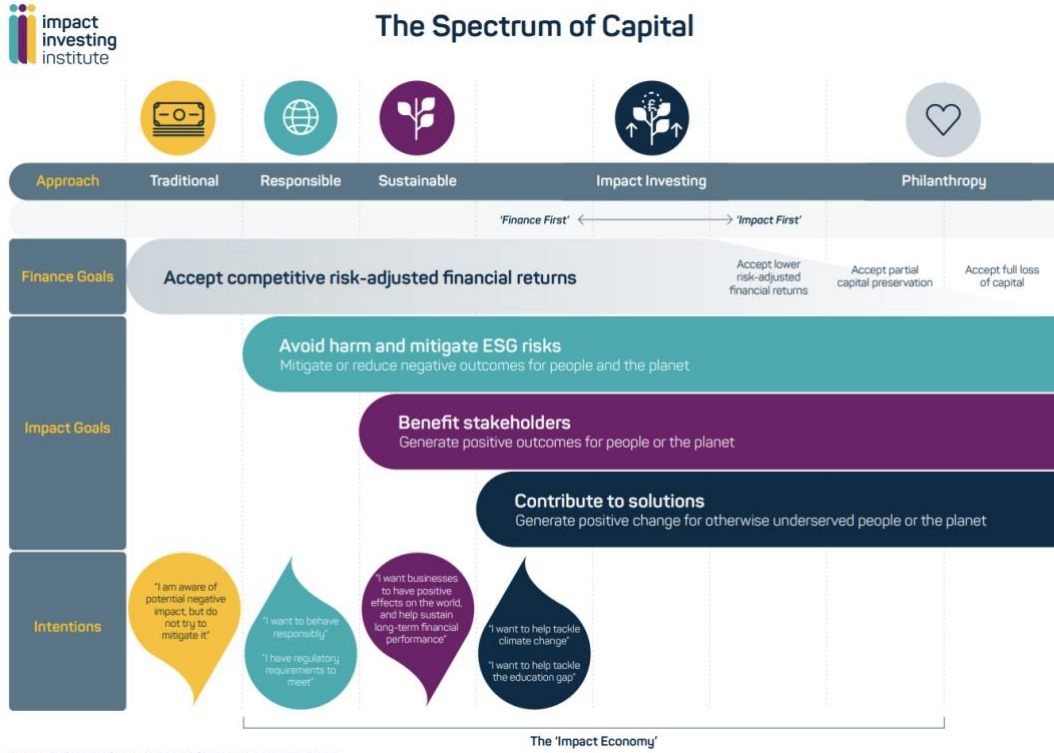 impact
investing
institute
The Spectrum of Capital
£
Approach
Traditional
Responsible
Sustainable
Impact Investing
Philanthropy
'Finance First'
'Impact First'
Finance Goals
Accept competitive risk-adjusted financial returns
Accept lower
risk-adjusted
financial returns
Accept partial
capital preservation
Accept full loss
of capital
Impact Goals
Avoid harm and mitigate ESG risks
Mitigate or reduce negative outcomes for people and the planet
Benefit stakeholders
Generate positive outcomes for people or the planet
Contribute to solutions
Generate positive change for otherwise underserved people or the planet
Intentions
"I am aware of
potential negative
impact, but do
not try to
mitigate it"
"I want to behave
responsibly"
"I have regulatory
requirements to
meet"
"I want businesses
to have positive
effects on the world,
and help sustain
long-term financial
performance"
"I want to help tackle
climate change"
"I want to help tackle
the education gap"
The 'Impact Economy'